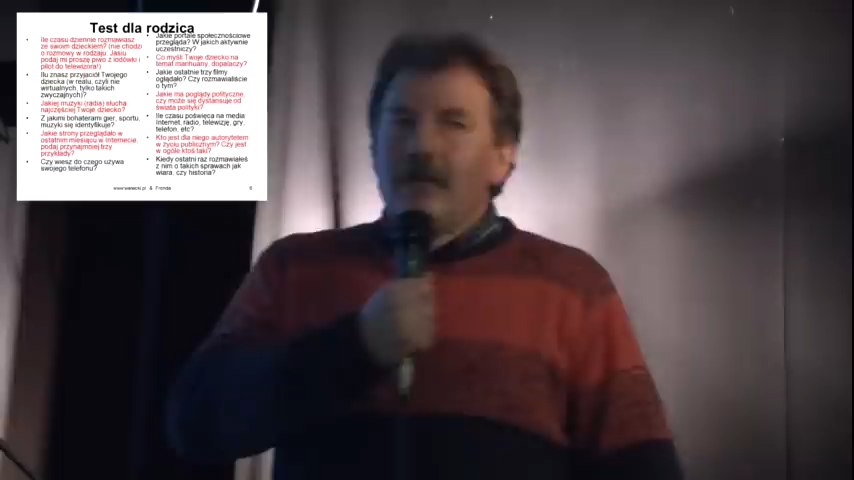 Test dla rodzica
Ile czasu dziennie rozmawiasz
ze swoim dzieckiem? (nie chodzi
o rozmowy w rodzaju: Jasiu
podaj mi proszę piwo z lodówki i
pilot do telewizora!)
Ilu znasz przyjaciół Twojego
dziecka (w realu, czyli nie
wirtualnych, tylko takich
zwyczajnych)?
Jakiej muzyki (radia) słucha
najczęściej Twoje dziecko?
Z jakimi bohaterami gier, sportu,
muzyki się identyfikuje?
Jakie strony przeglądało w
ostatnim miesiącu w Internecie,
podaj przynajmniej trzy
przykłady?
Czy wiesz do czego używa
swojego telefonu?
Jakie portale społecznościowe
przegląda? W jakich aktywnie
uczestniczy?
Co myśli Twoje dziecko na
temat marihuany, dopalaczy?
Jakie ostatnie trzy filmy
oglądało? Czy rozmawialiście
o tym?
Jakie ma poglądy polityczne,
czy może się dystansuje od
świata polityki?
Ile czasu poświęca na media:
Internet, radio, telewizję, gry,
telefon, etc?
Kto jest dla niego autorytetem
w życiu publicznym? Czy jest
w ogóle ktoś taki?
Kiedy ostatni raz rozmawiałeś
z nim o takich sprawach jak
wiara, czy historia?
& Fronda